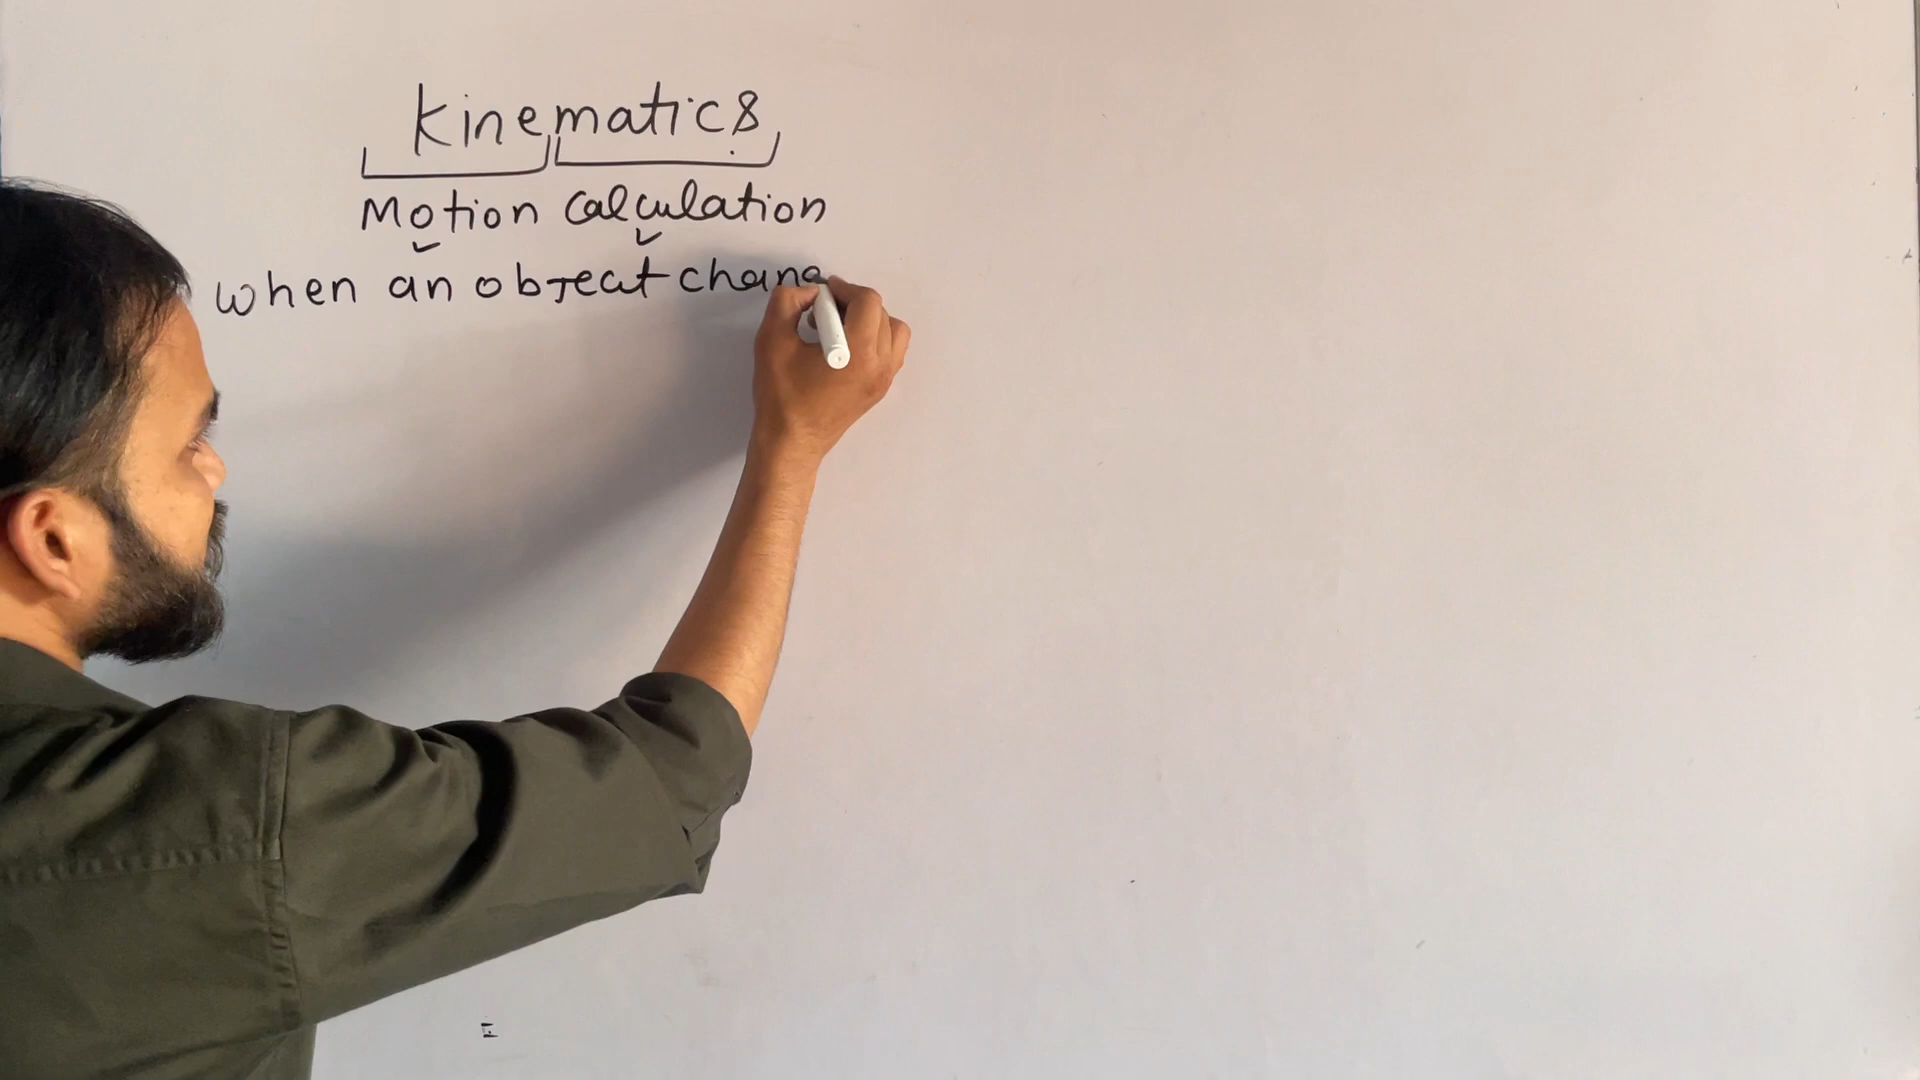 Kinematics
Motion Calculation
when an object chang